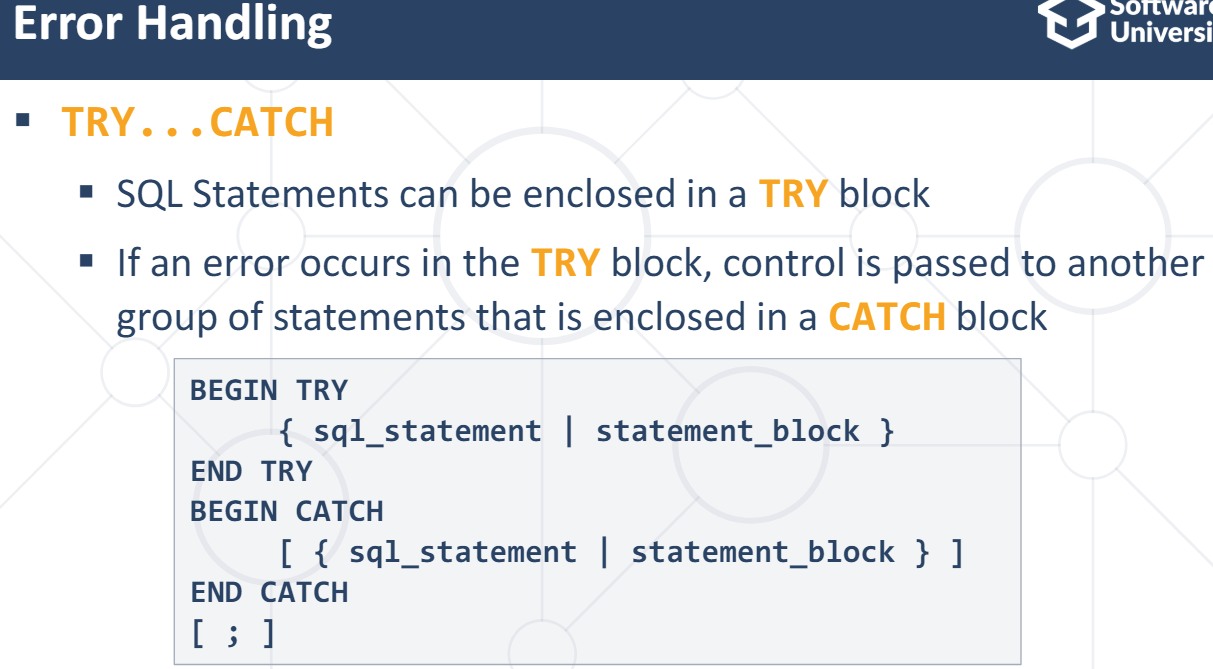 Error Handling
Software
Universi
▪ TRY...CATCH
▪ SQL Statements can be enclosed in a TRY block
▪ If an error occurs in the TRY block, control is passed to another
group of statements that is enclosed in a CATCH block
BEGIN TRY
{ sql_statement | statement_block }
END TRY
BEGIN CATCH
[ { sql_statement | statement_block } ]
END CATCH
[ ; ]